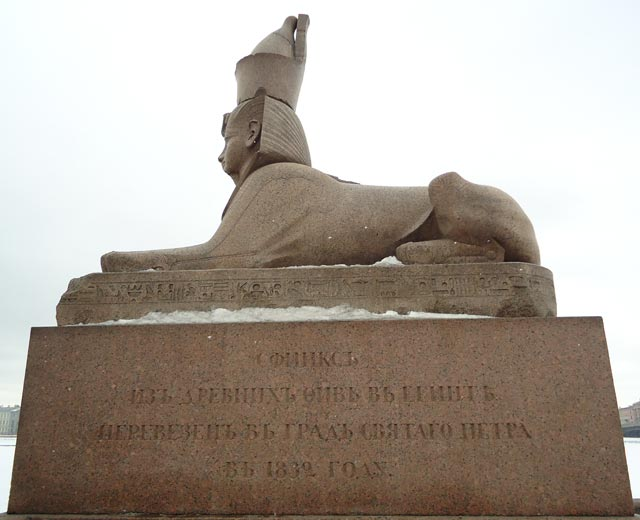 СФИНКСЪ
ИЗЪ ДРЕВНИХЪ ѲИВЪ ВЪ ЕГИПТѢ
ПЕРЕВЕЗЕНЪ ВЪ ГРАДЪ СВЯТАГО ПЕТРА
ВЪ 1832 ГОДУ.